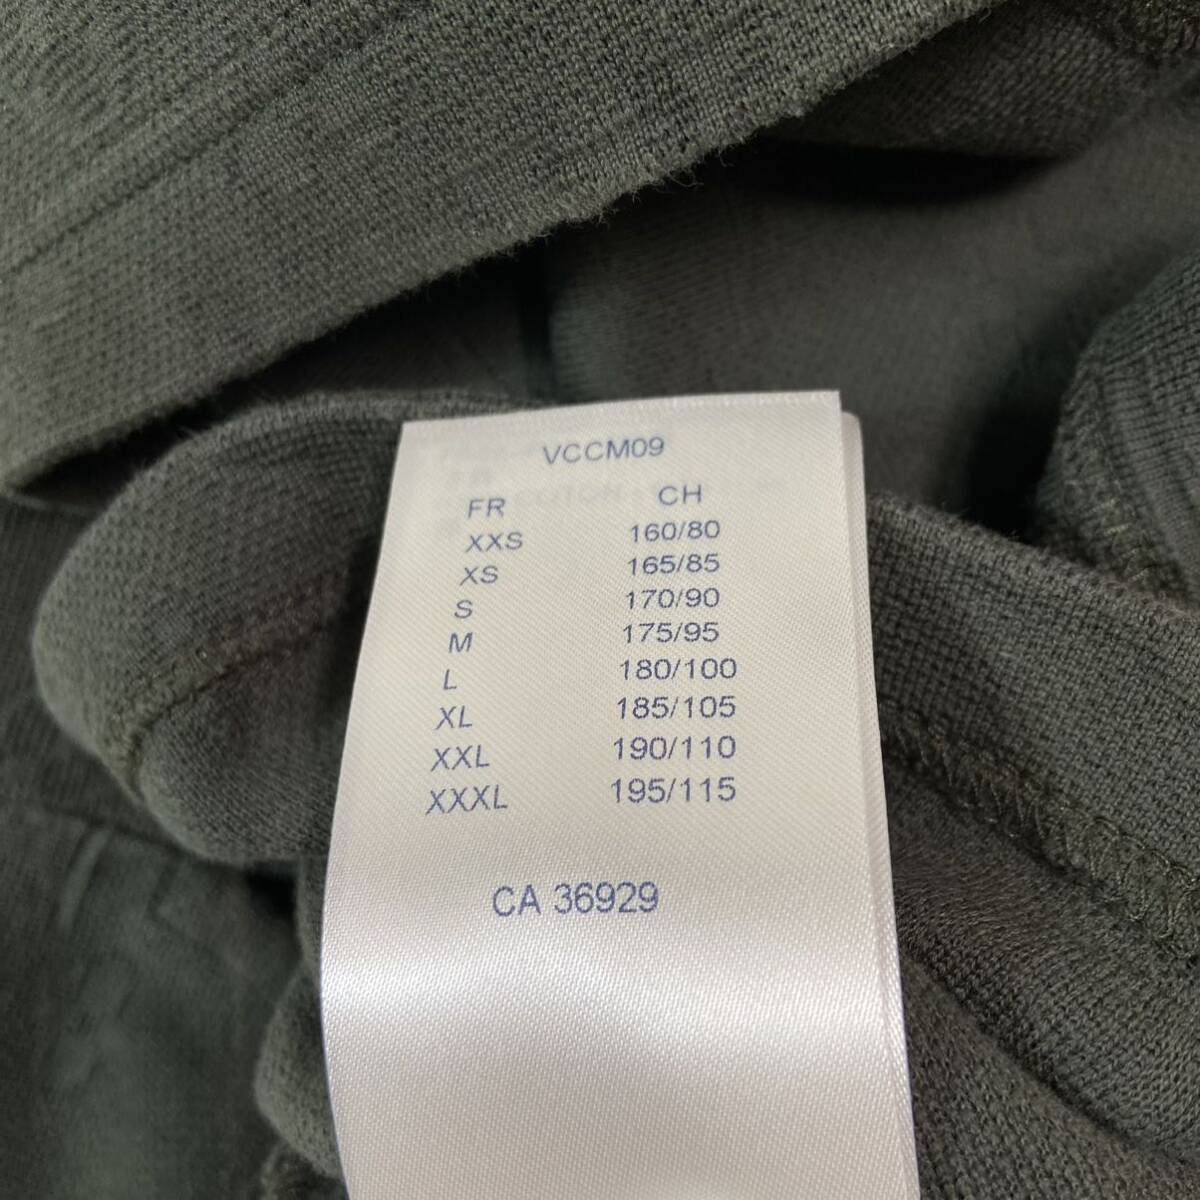 VCCM09
FR CH
XXS 160/80
XS 165/85
S 170/90
M 175/95
L 180/100
XL 185/105
XXL 190/110
XXXL 195/115
CA 36929